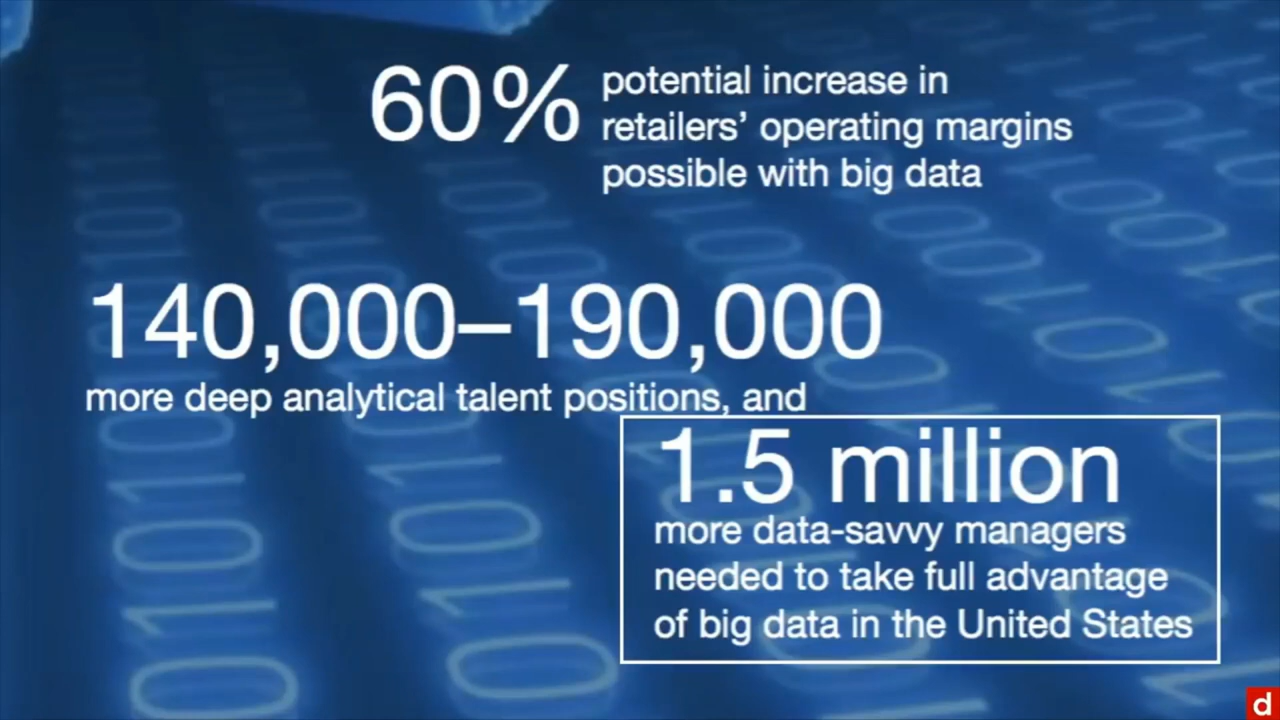 60%
potential increase in
retailers’ operating margins
possible with big data
140,000–190,000
more deep analytical talent positions, and
1.5 million
more data-savvy managers
needed to take full advantage
of big data in the United States
d